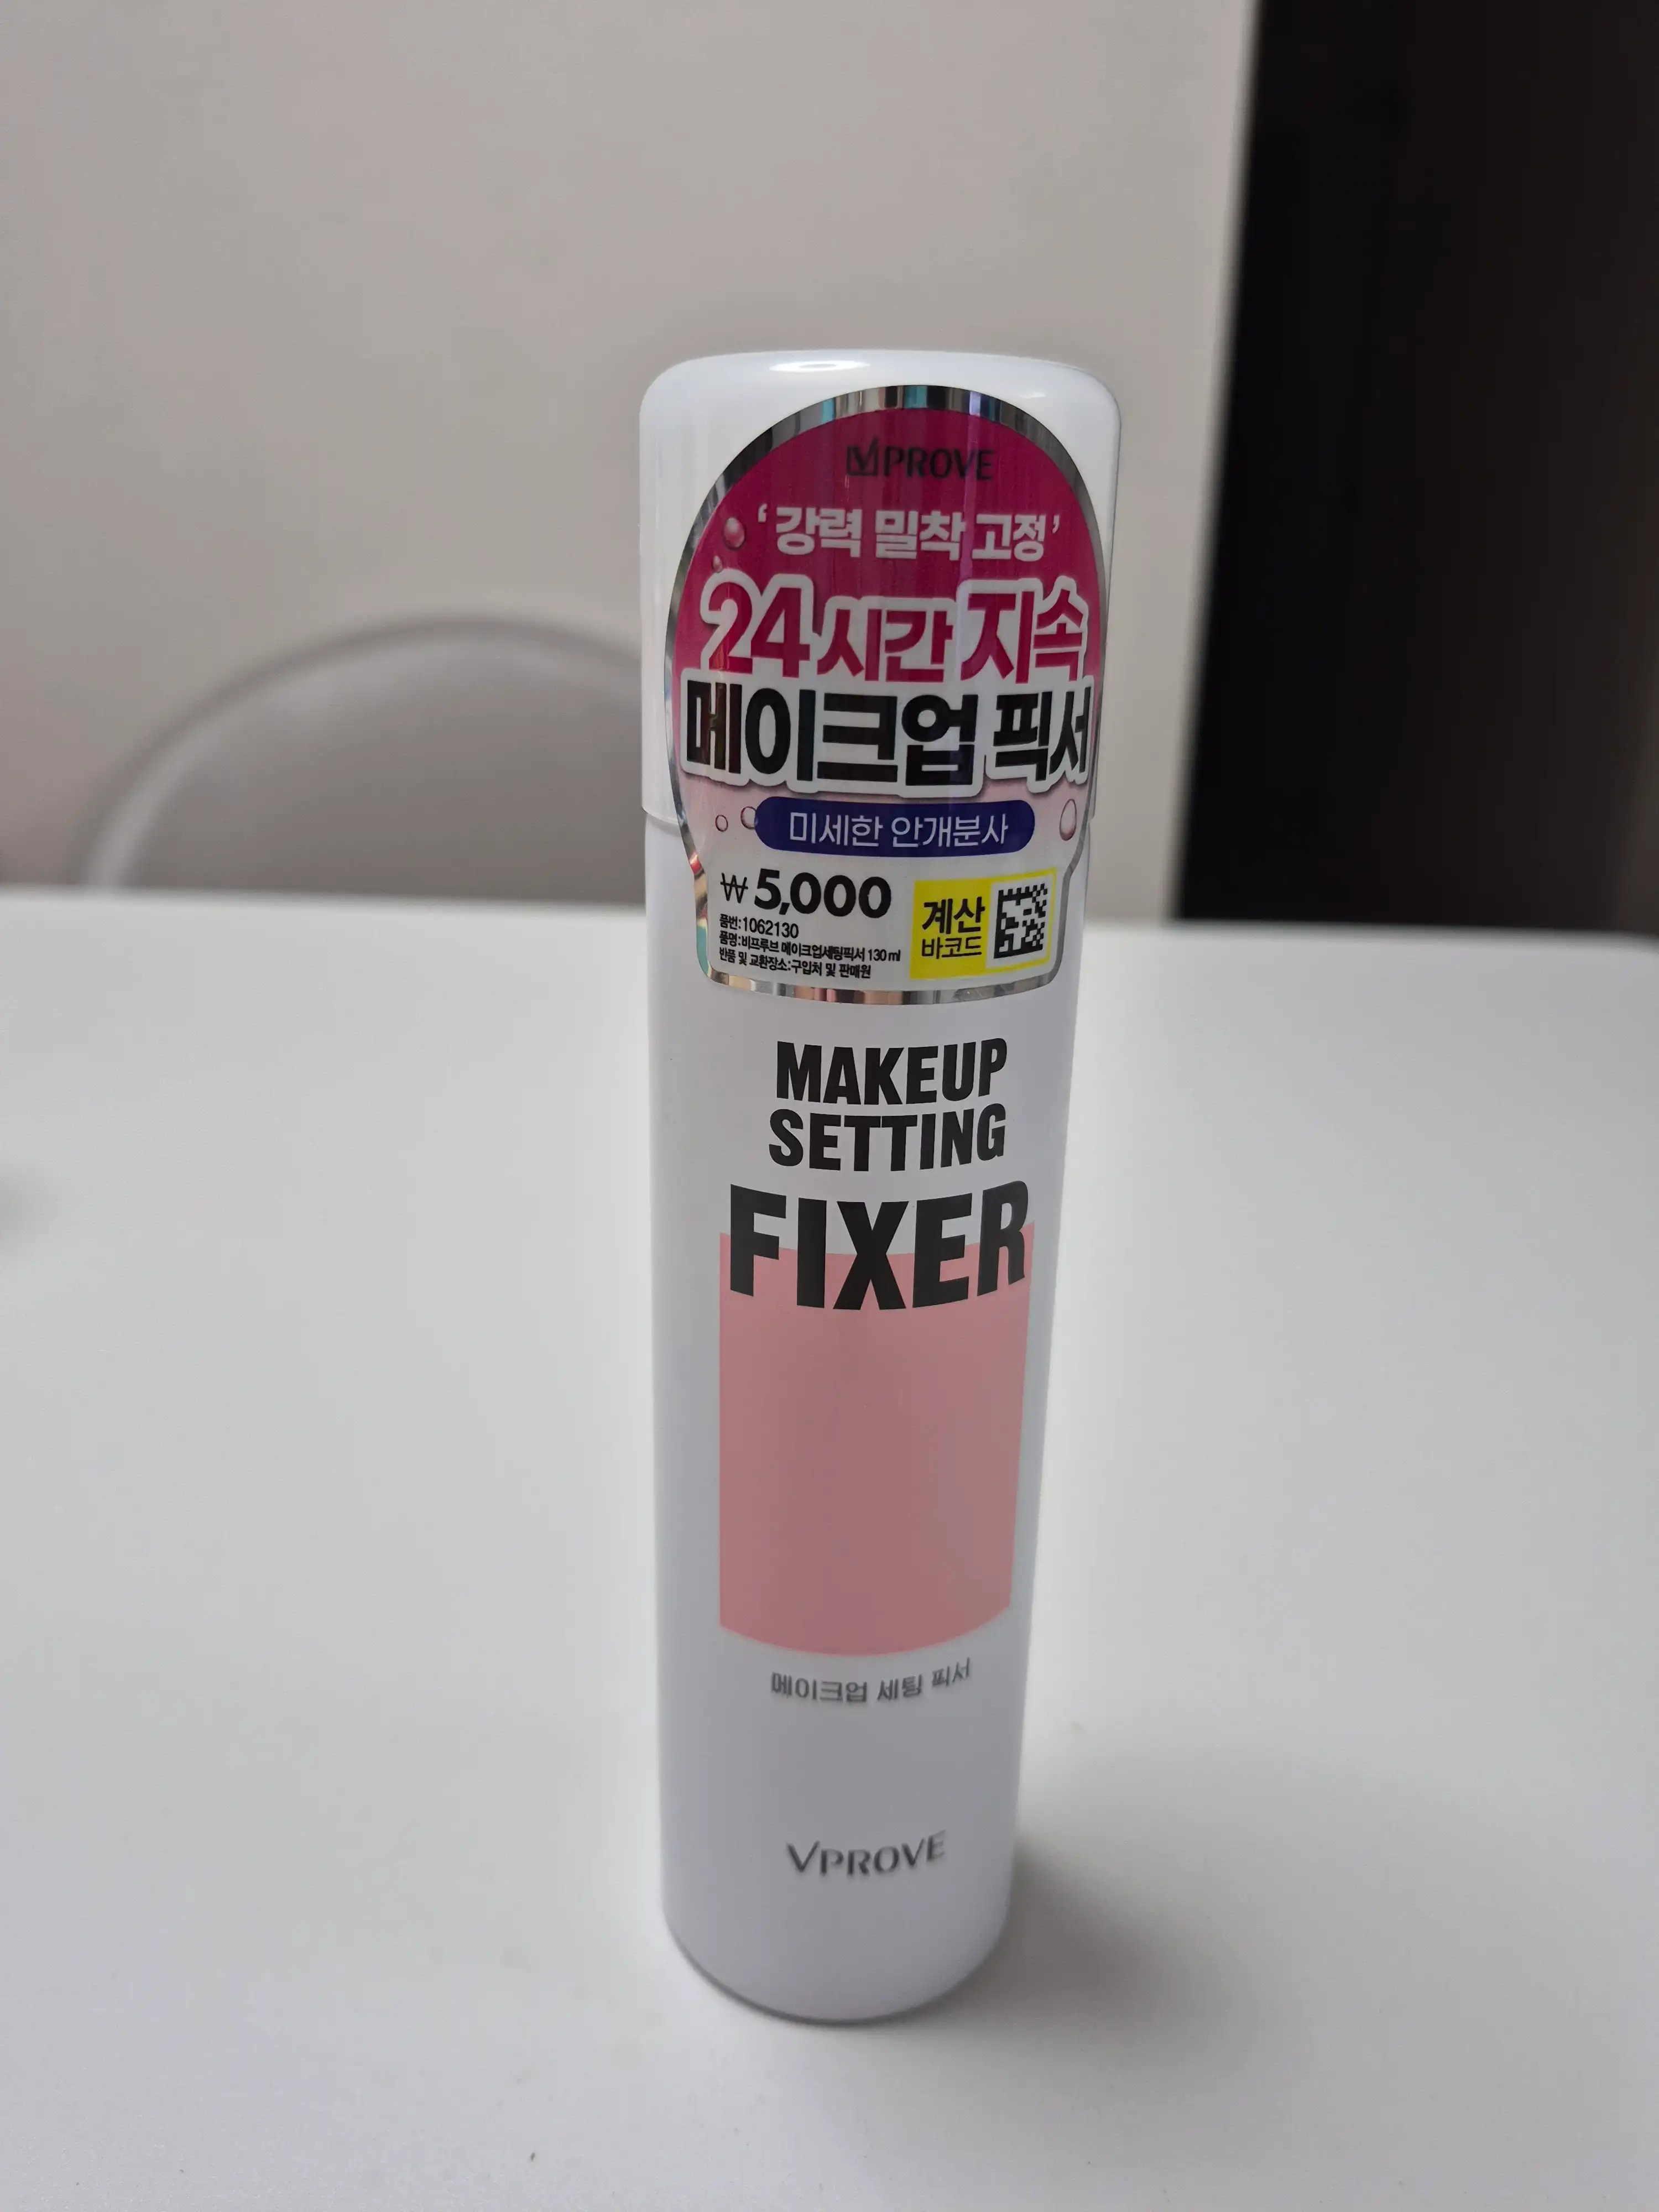 VPROVE
‘강력 밀착 고정’
24시간 지속
메이크업 픽서
미세한 안개분사
₩5,000
계산
바코드
품번:1062130
품명:비프루브 메이크업세팅픽서 130 ml
반품 및 교환장소:구입처 및 판매원
MAKEUP
SETTING
FIXER
메이크업 세팅 픽서
VPROVE